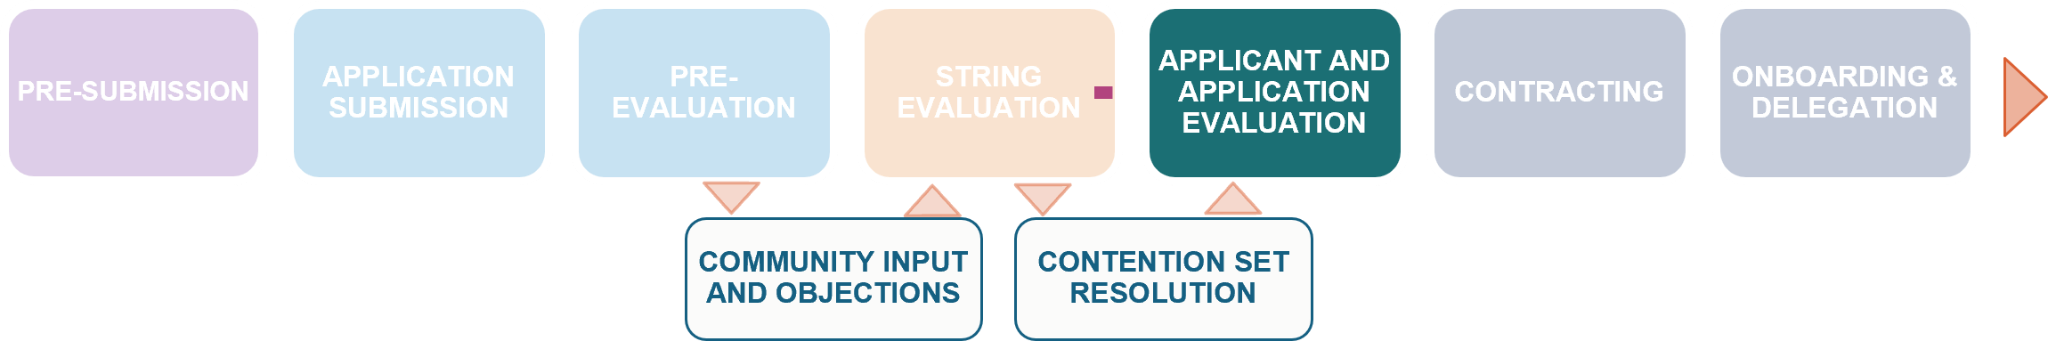 PRE-SUBMISSION
APPLICATION
SUBMISSION
PRE-
EVALUATION
STRING
EVALUATION
APPLICANT AND
APPLICATION
EVALUATION
CONTRACTING
ONBOARDING &
DELEGATION
COMMUNITY INPUT
AND OBJECTIONS
CONTENTION SET
RESOLUTION